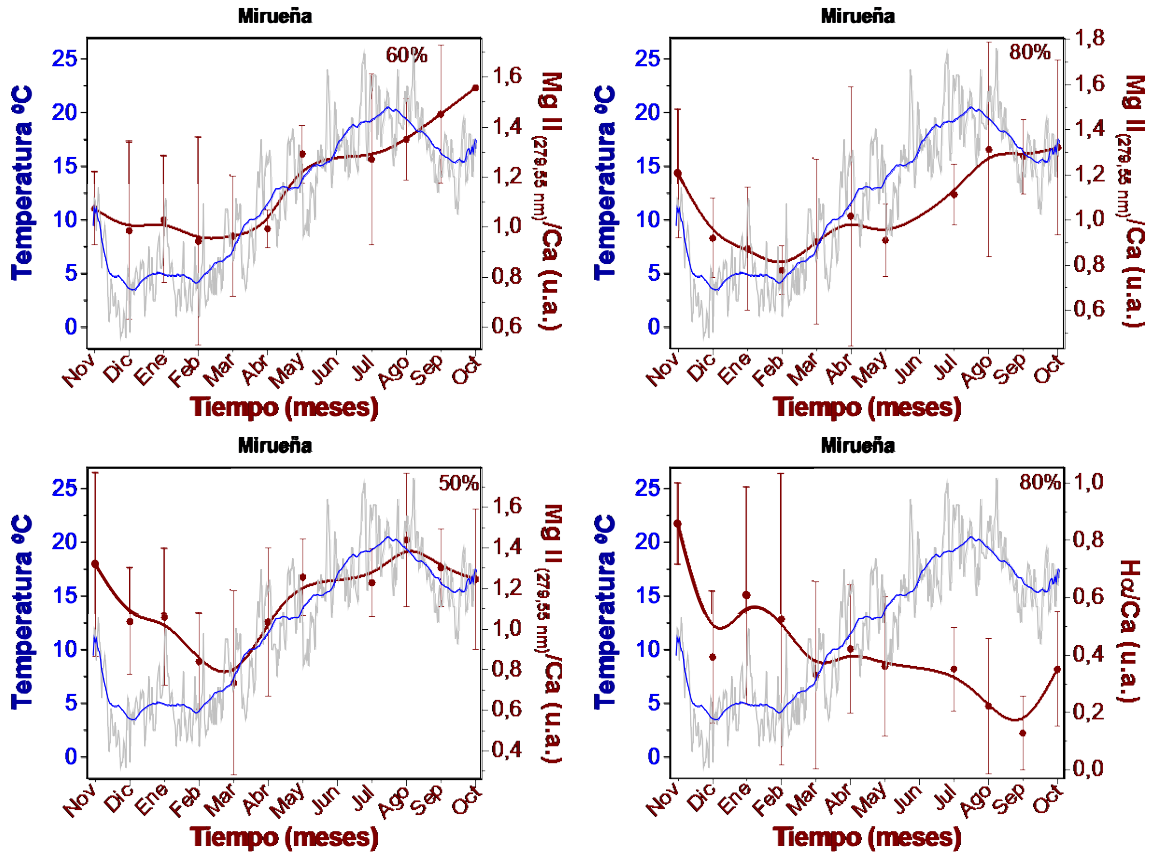 Mirueña
60%
Temperatura ºC
25
20
15
10
5
0
1,6
1,4
1,2
1,0
0,8
0,6
Mg II (279,55 nm)/Ca (u.a.)
Nov Dic Ene Feb Mar Abr May Jun Jul Ago Sep Oct
Tiempo (meses)
Mirueña
80%
Temperatura ºC
25
20
15
10
5
0
1,8
1,6
1,4
1,2
1,0
0,8
0,6
Mg II (279,55 nm)/Ca (u.a.)
Nov Dic Ene Feb Mar Abr May Jun Jul Ago Sep Oct
Tiempo (meses)
Mirueña
50%
Temperatura ºC
25
20
15
10
5
0
1,6
1,4
1,2
1,0
0,8
0,6
0,4
Mg II (279,55 nm)/Ca (u.a.)
Nov Dic Ene Feb Mar Abr May Jun Jul Ago Sep Oct
Tiempo (meses)
Mirueña
80%
Temperatura ºC
25
20
15
10
5
0
1,0
0,8
0,6
0,4
0,2
0,0
Hα/Ca (u.a.)
Nov Dic Ene Feb Mar Abr May Jun Jul Ago Sep Oct
Tiempo (meses)